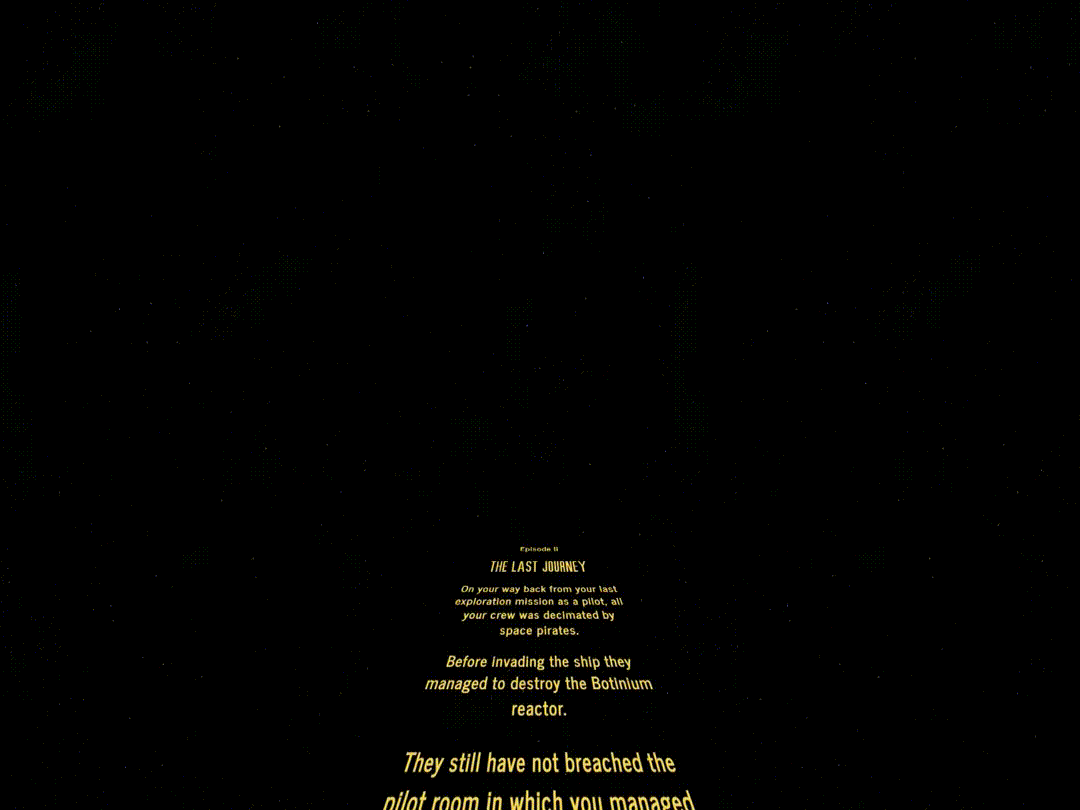 Episode II
THE LAST JOURNEY
On your way back from your last
exploration mission as a pilot, all
your crew was decimated by
space pirates.
Before invading the ship they
managed to destroy the Botinium
reactor.
They still have not breached the
pilot room in which you managed